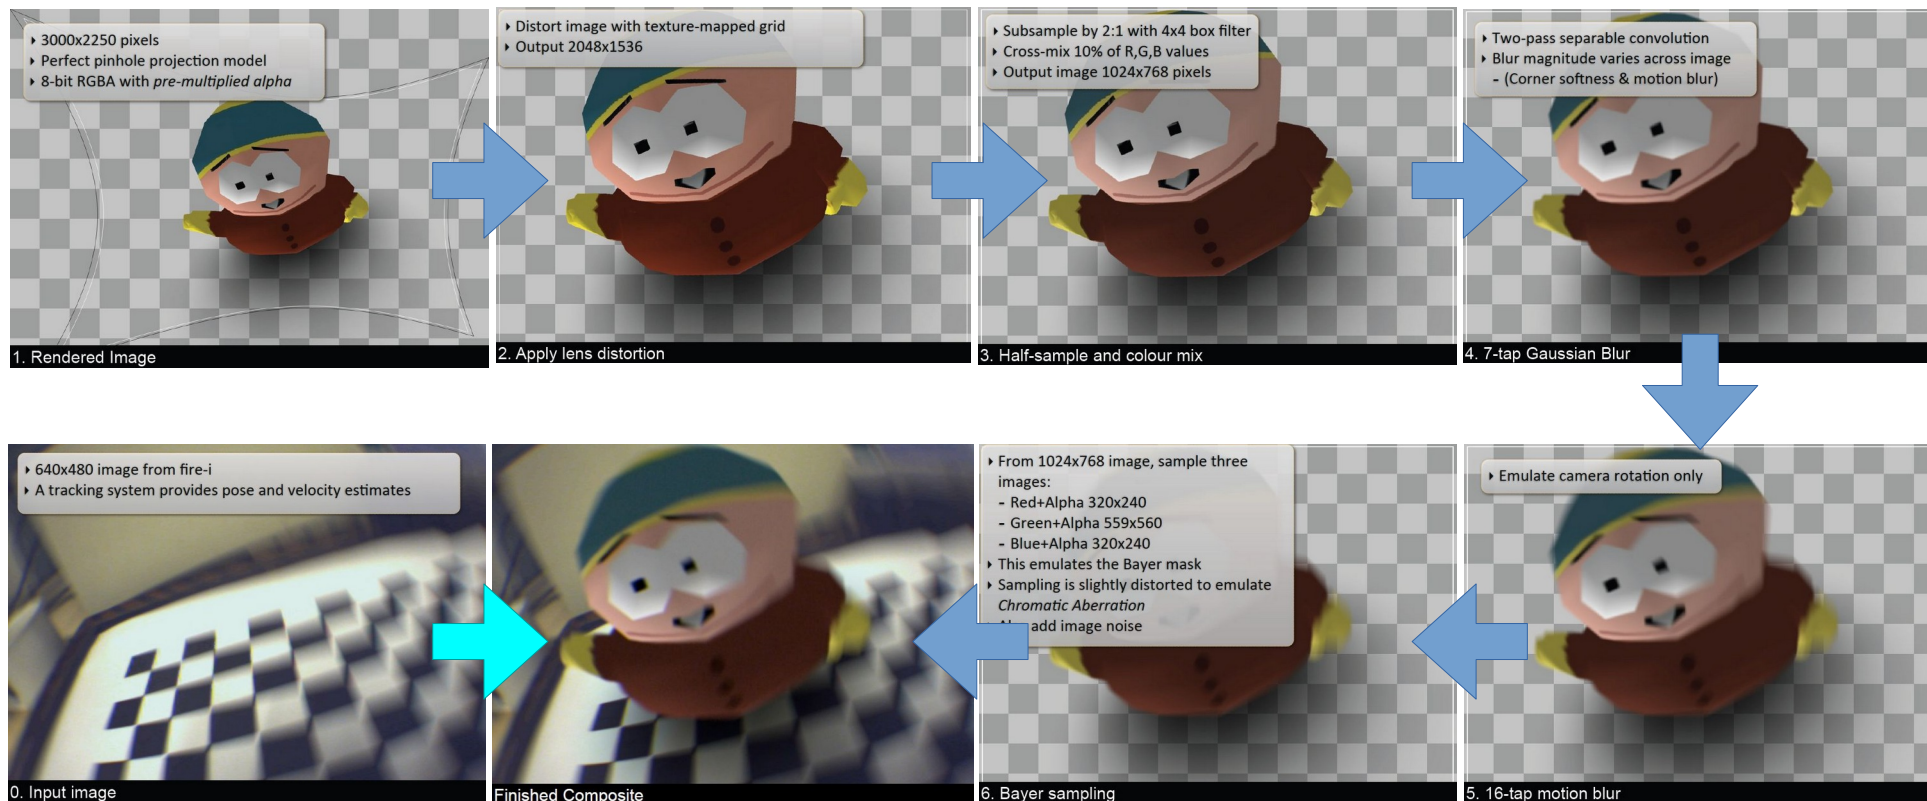 ‣ 3000x2250 pixels
‣ Perfect pinhole projection model
‣ 8-bit RGBA with pre-multiplied alpha
1. Rendered Image
‣ Distort image with texture-mapped grid
‣ Output 2048x1536
2. Apply lens distortion
‣ Subsample by 2:1 with 4x4 box filter
‣ Cross-mix 10% of R,G,B values
‣ Output image 1024x768 pixels
3. Half-sample and colour mix
‣ Two-pass separable convolution
‣ Blur magnitude varies across image
– (Corner softness & motion blur)
4. 7-tap Gaussian Blur
‣ 640x480 image from fire-i
‣ A tracking system provides pose and velocity estimates
0. Input image
Finished Composite
‣ From 1024x768 image, sample three
images:
– Red+Alpha 320x240
– Green+Alpha 559x560
– Blue+Alpha 320x240
‣ This emulates the Bayer mask
‣ Sampling is slightly distorted to emulate
Chromatic Aberration
add image noise
6. Bayer sampling
‣ Emulate camera rotation only
5. 16-tap motion blur